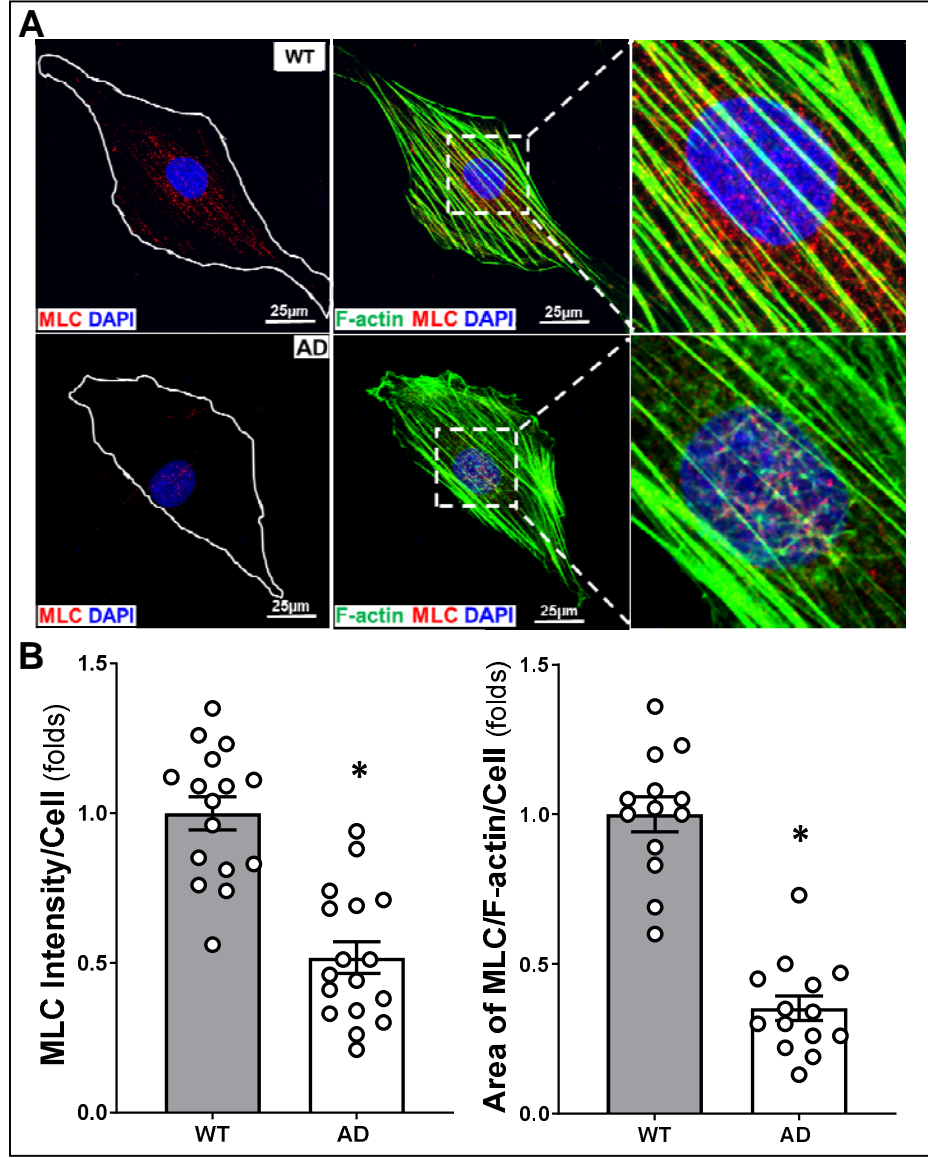 A
WT
MLC DAPI
25µm
F-actin MLC DAPI
25µm
AD
MLC DAPI
25µm
F-actin MLC DAPI
25µm
B
MLC Intensity/Cell (folds)
1.5
1.0
0.5
0.0
*
WT
AD
Area of MLC/F-actin/Cell (folds)
1.5
1.0
0.5
0.0
*
WT
AD